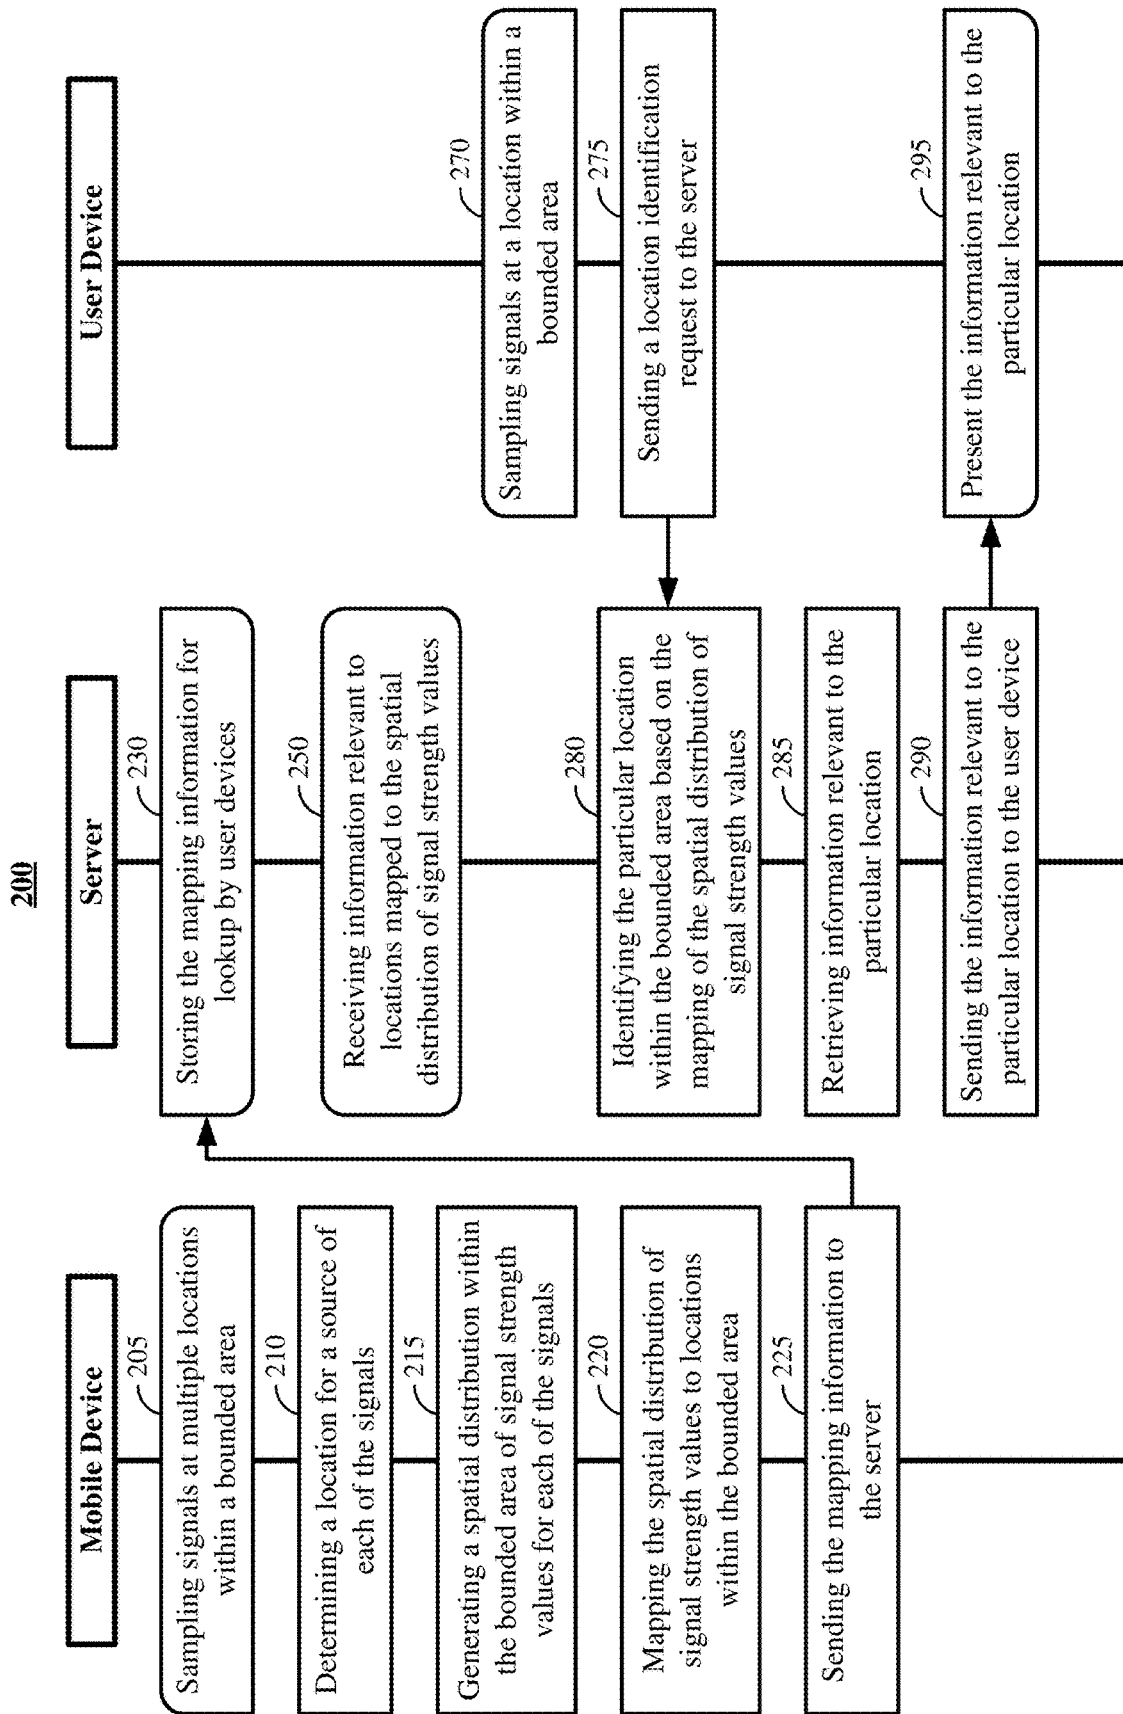 200
Mobile Device
205
Sampling signals at multiple locations
within a bounded area
210
Determining a location for a source of
each of the signals
215
Generating a spatial distribution within
the bounded area of signal strength
values for each of the signals
220
Mapping the spatial distribution of
signal strength values to locations
within the bounded area
225
Sending the mapping information to
the server
Server
230
Storing the mapping information for
lookup by user devices
250
Receiving information relevant to
locations mapped to the spatial
distribution of signal strength values
280
Identifying the particular location
within the bounded area based on the
mapping of the spatial distribution of
signal strength values
285
Retrieving information relevant to the
particular location
290
Sending the information relevant to the
particular location to the user device
User Device
270
Sampling signals at a location within a
bounded area
275
Sending a location identification
request to the server
295
Present the information relevant to the
particular location